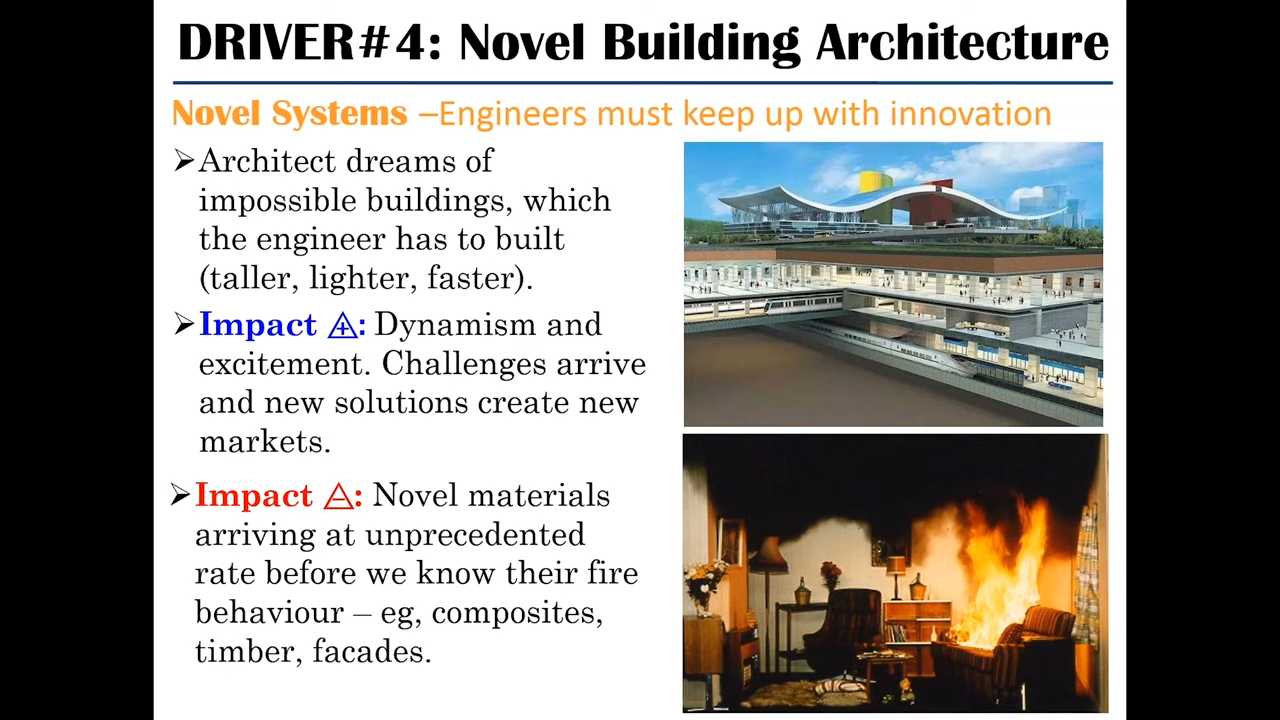 DRIVER#4: Novel Building Architecture
Novel Systems –Engineers must keep up with innovation
➢Architect dreams of
impossible buildings, which
the engineer has to built
(taller, lighter, faster).
➢Impact ⨹: Dynamism and
excitement. Challenges arrive
and new solutions create new
markets.
➢Impact ⨺: Novel materials
arriving at unprecedented
rate before we know their fire
behaviour – eg, composites,
timber, facades.